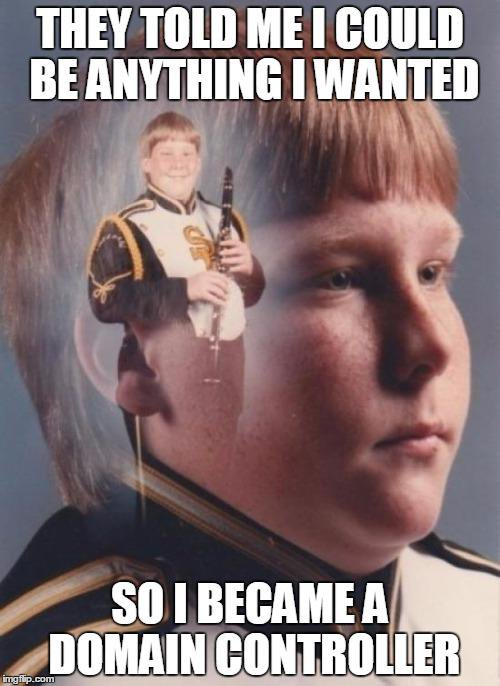 THEY TOLD ME I COULD
BE ANYTHING I WANTED
SO I BECAME A
DOMAIN CONTROLLER
imgflip.com